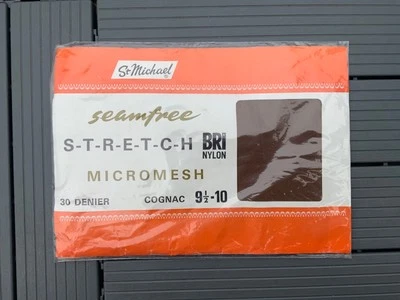 St Michael
seamfree
S-T-R-E-T-C-H BRI
NYLON
MICROMESH
30 DENIER COGNAC 9½-10